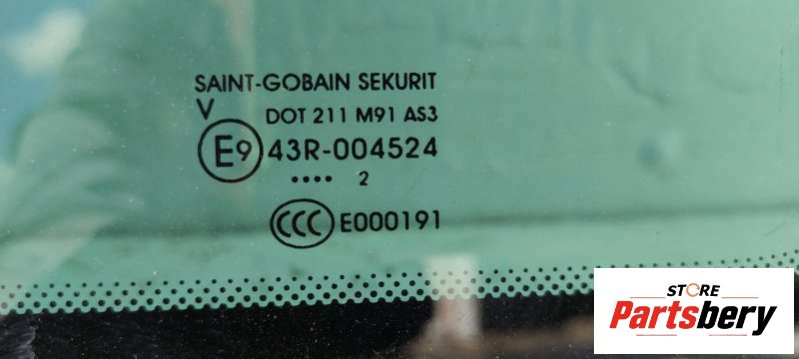 SAINT-GOBAIN SEKURIT
V DOT 211 M91 AS3
E9 43R-004524
•••• 2
CCC E000191
STORE
Partsbery